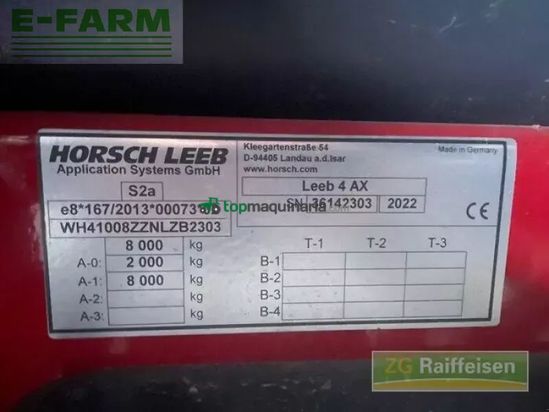 E-FARM
HORSCH LEEB
Application Systems GmbH
Kleegartenstraße 54
D-94405 Landau a.d.Isar
www.horsch.com
Made in Germany
S2a
Leeb 4 AX
e8*167/2013*00073*
SN 36142303 2022
topmaquinaria.com
WH41008ZZNLZB2303
CE
8 000 kg T-1 T-2 T-3
A-0: 2 000 kg B-1
A-1: 8 000 kg B-2
A-2: kg B-3
A-3: kg B-4
ZG Raiffeisen